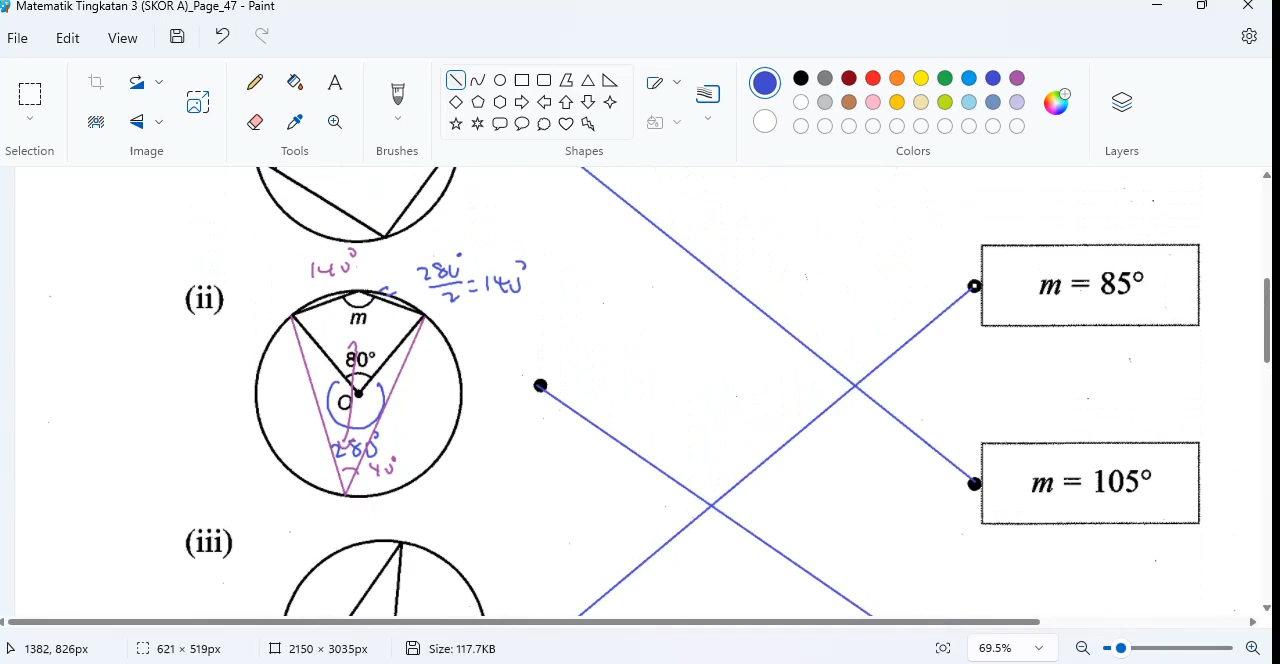 Matematik Tingkatan 3 (SKOR A)_Page_47 - Paint
File Edit View
Selection Image Tools Brushes Shapes Colors Layers
140°
280°/2 = 140°
(ii)
m
80°
O
280°
40°
m = 85°
m = 105°
(iii)
1382, 826px 621 × 519px 2150 × 3035px Size: 117.7KB 69.5%